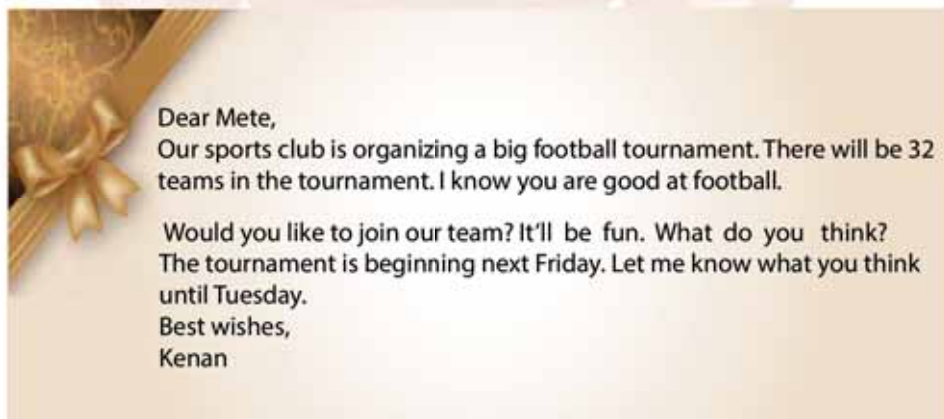 Dear Mete,
Our sports club is organizing a big football tournament. There will be 32
teams in the tournament. I know you are good at football.
Would you like to join our team? It'll be fun. What do you think?
The tournament is beginning next Friday. Let me know what you think
until Tuesday.
Best wishes,
Kenan